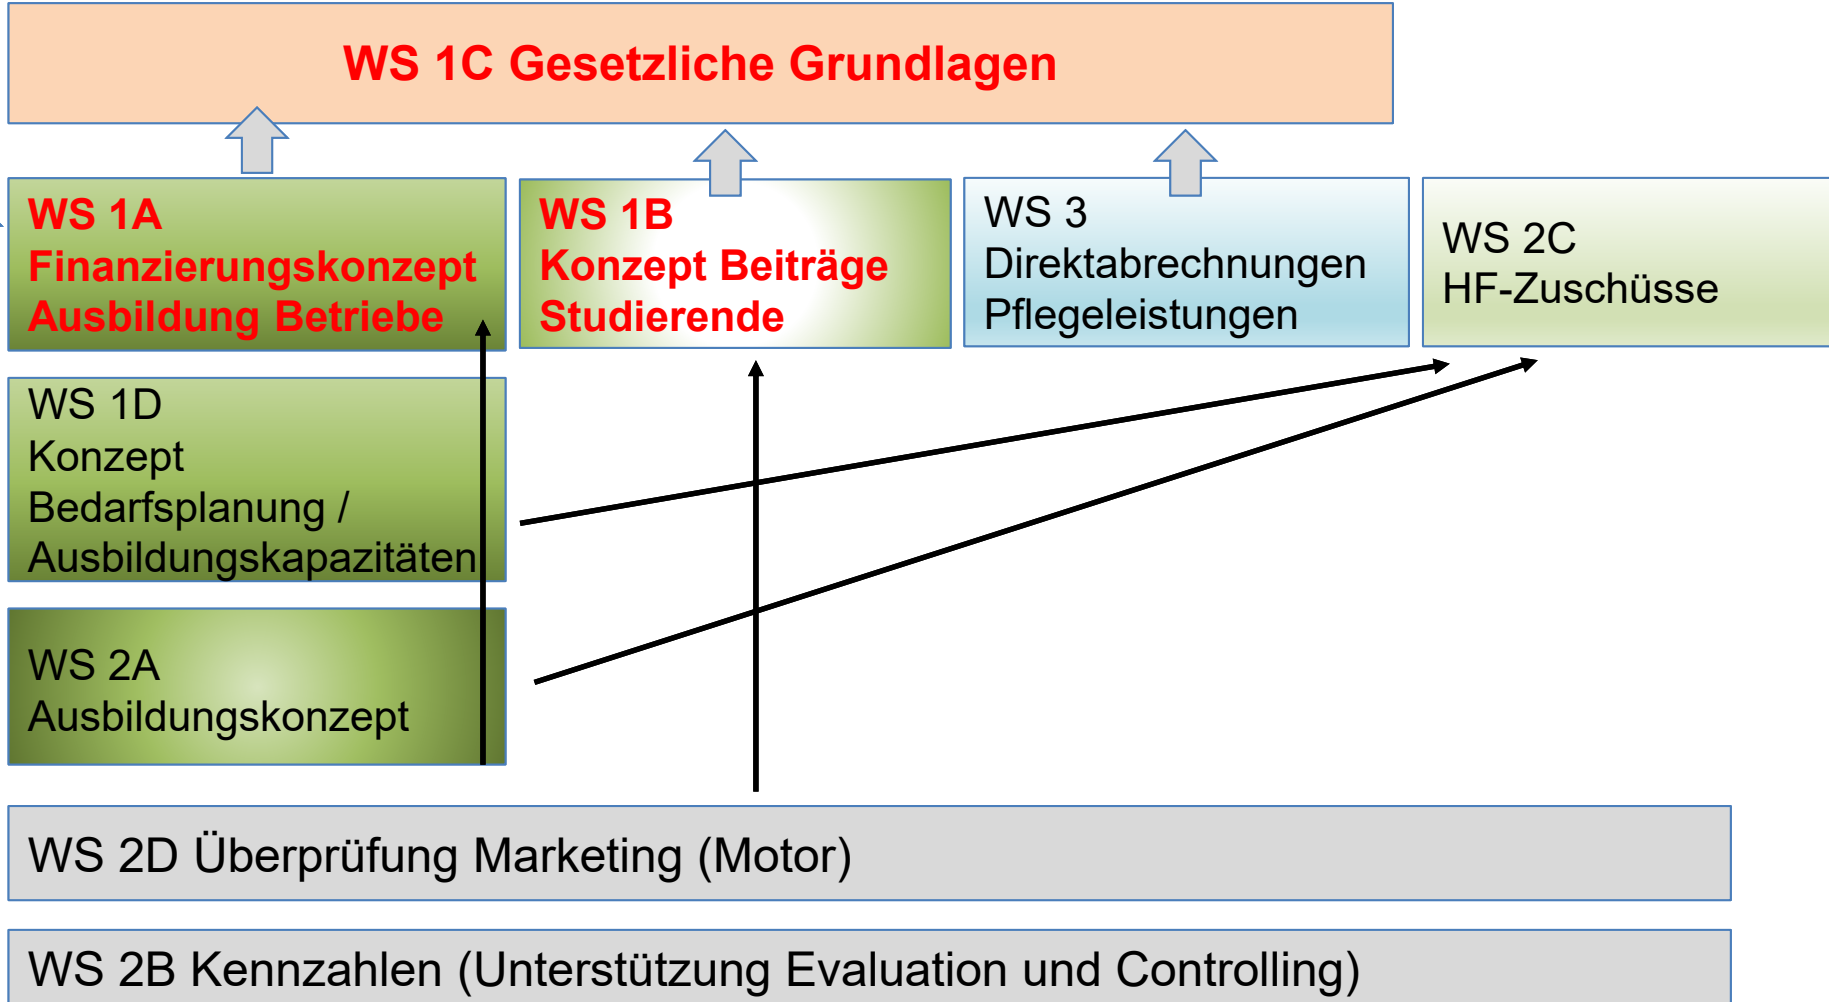 WS 1C Gesetzliche Grundlagen
WS 1A
Finanzierungskonzept
Ausbildung Betriebe
WS 1B
Konzept Beiträge
Studierende
WS 3
Direktabrechnungen
Pflegeleistungen
WS 2C
HF-Zuschüsse
WS 1D
Konzept
Bedarfsplanung /
Ausbildungskapazitäten
WS 2A
Ausbildungskonzept
WS 2D Überprüfung Marketing (Motor)
WS 2B Kennzahlen (Unterstützung Evaluation und Controlling)